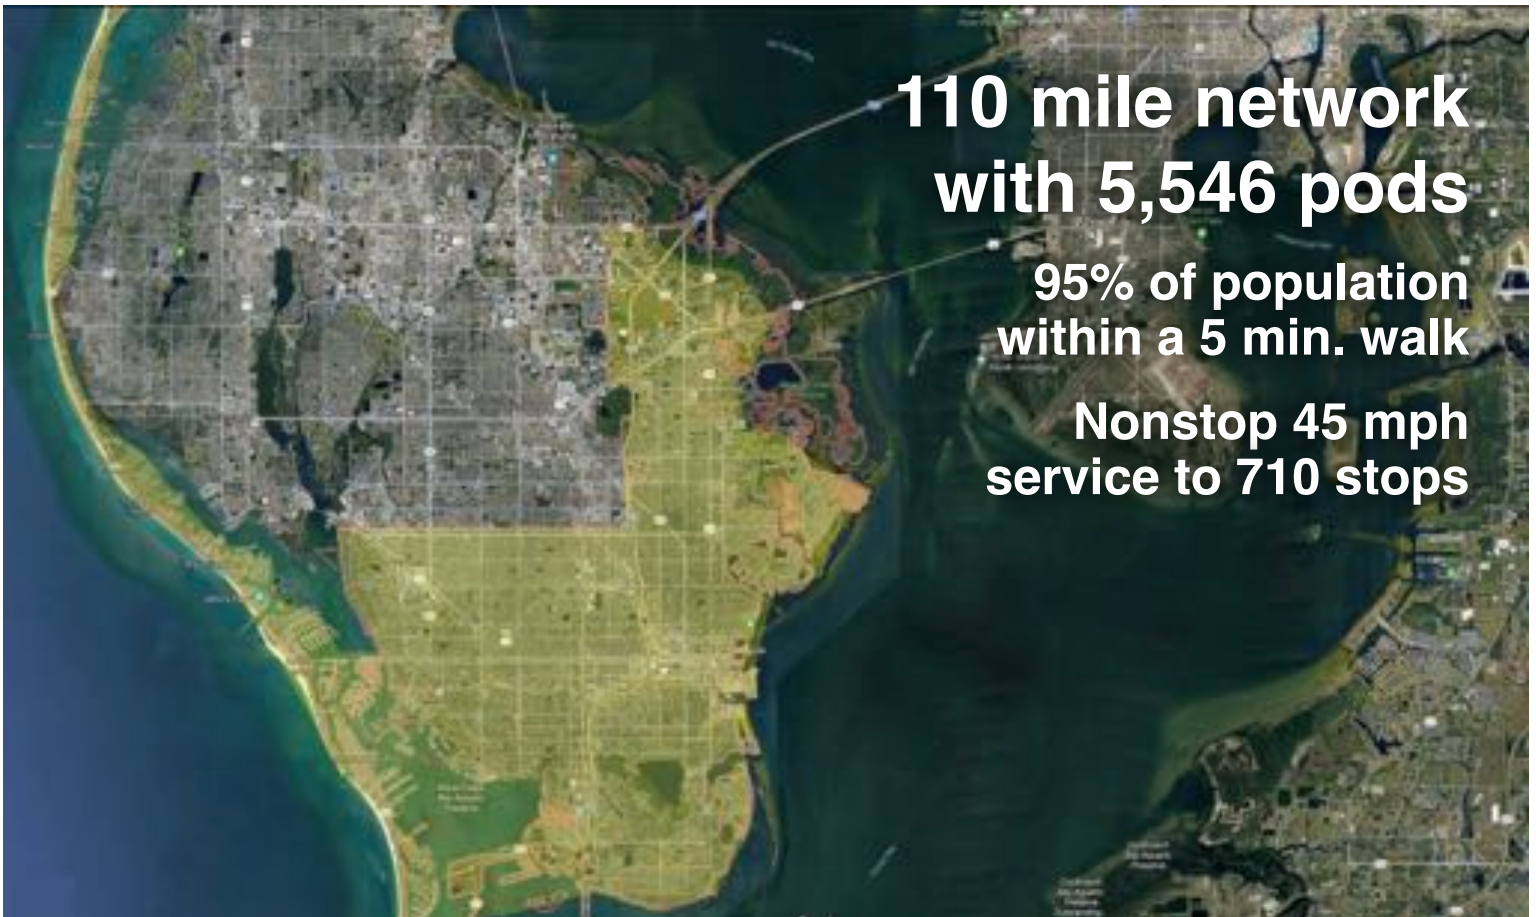 110 mile network
with 5,546 pods
95% of population
within a 5 min. walk
Nonstop 45 mph
service to 710 stops